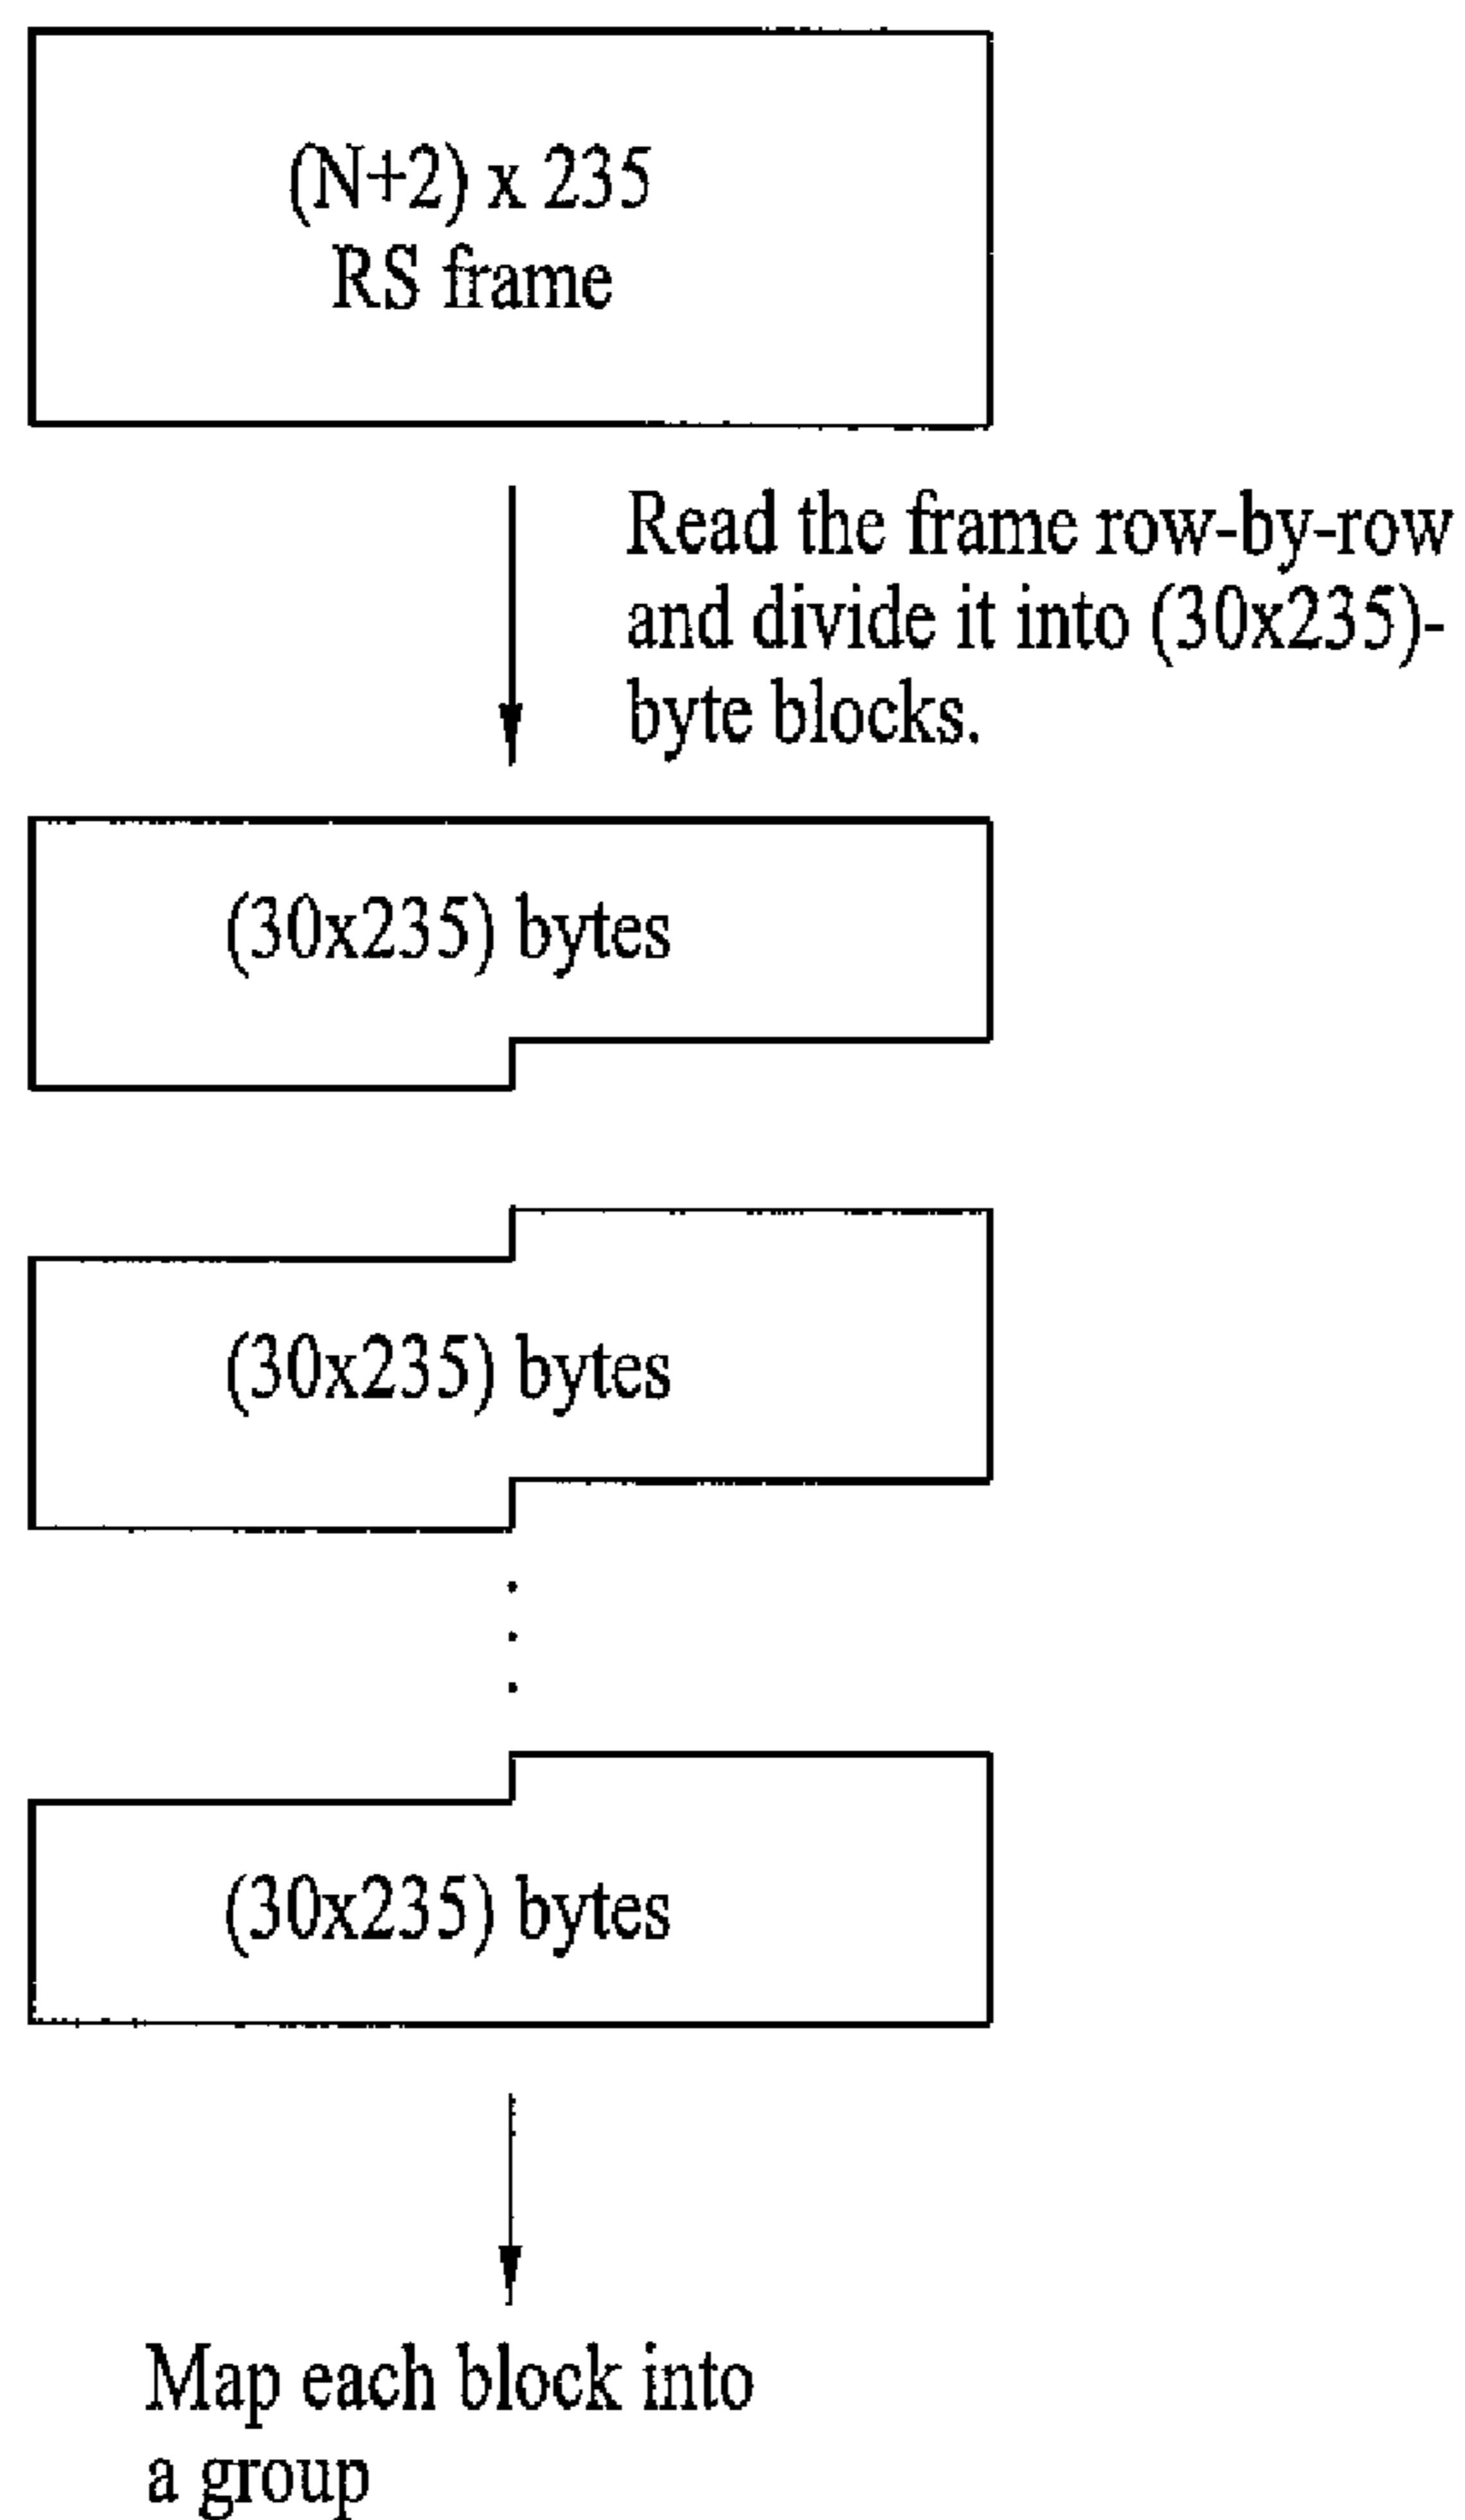 (N+2) x 235
RS frame
Read the frame row-by-row
and divide it into (30x235)-
byte blocks.
(30x235) bytes
(30x235) bytes
(30x235) bytes
Map each block into
a group